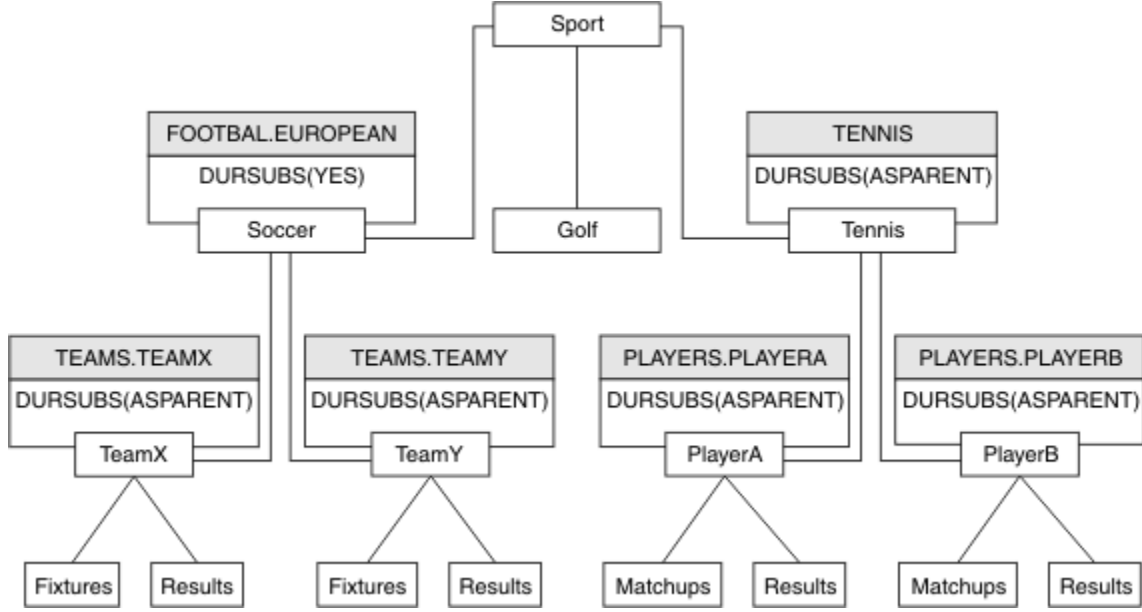 Sport
FOOTBAL.EUROPEAN
TENNIS
DURSUBS(YES)
DURSUBS(ASPARENT)
Soccer
Golf
Tennis
TEAMS.TEAMX
TEAMS.TEAMY
PLAYERS.PLAYERA
PLAYERS.PLAYERB
DURSUBS(ASPARENT)
DURSUBS(ASPARENT)
DURSUBS(ASPARENT)
DURSUBS(ASPARENT)
TeamX
TeamY
PlayerA
PlayerB
Fixtures
Results
Fixtures
Results
Matchups
Results
Matchups
Results